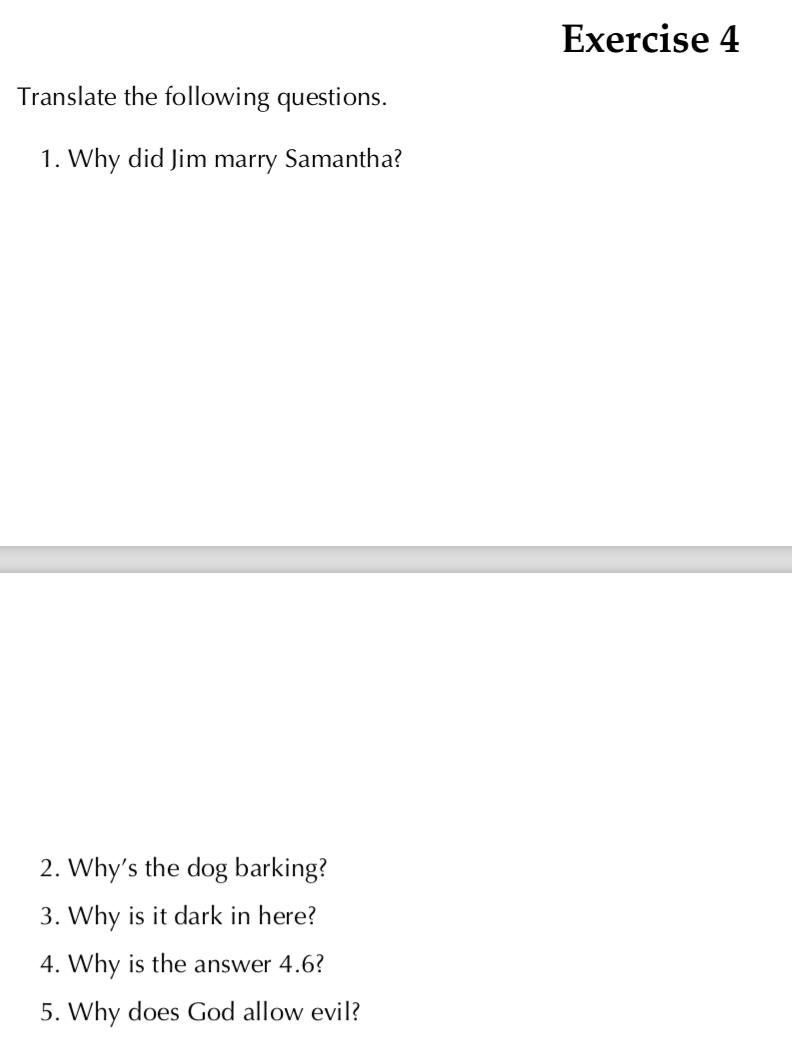 Exercise 4
Translate the following questions.
1. Why did Jim marry Samantha?
2. Why’s the dog barking?
3. Why is it dark in here?
4. Why is the answer 4.6?
5. Why does God allow evil?